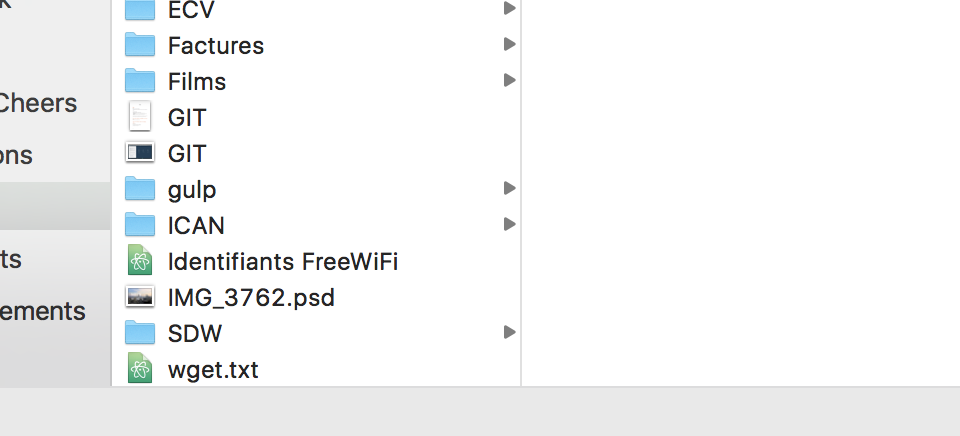 ECV
Factures
Films
Cheers
GIT
ons
GIT
gulp
ICAN
ts
Identifiants FreeWiFi
IMG_3762.psd
ements
SDW
wget.txt